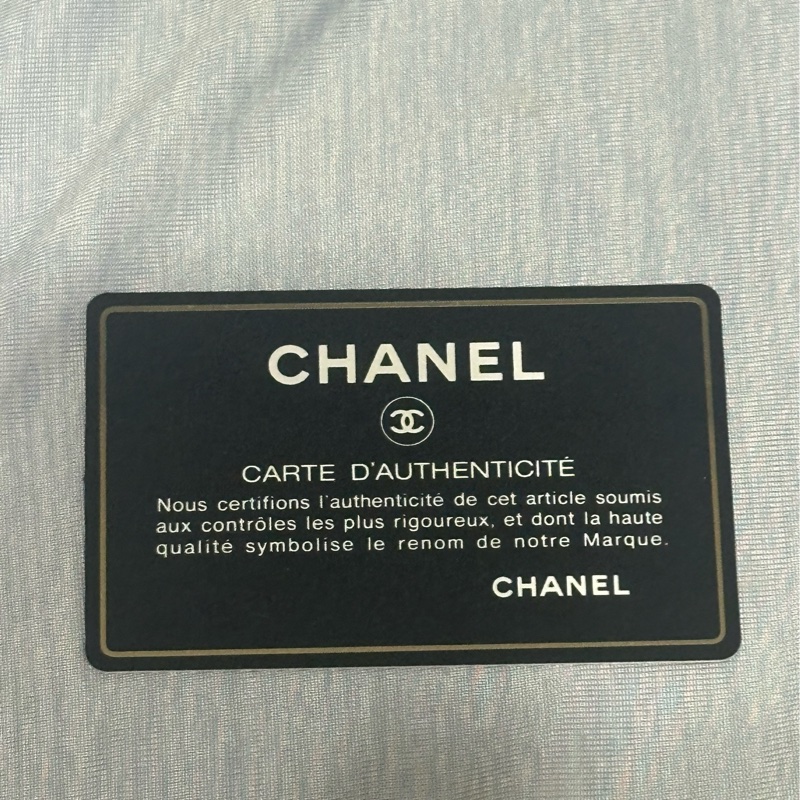 CHANEL
CARTE D'AUTHENTICITÉ
Nous certifions l'authenticité de cet article soumis
aux contrôles les plus rigoureux, et dont la haute
qualité symbolise le renom de notre Marque.
CHANEL